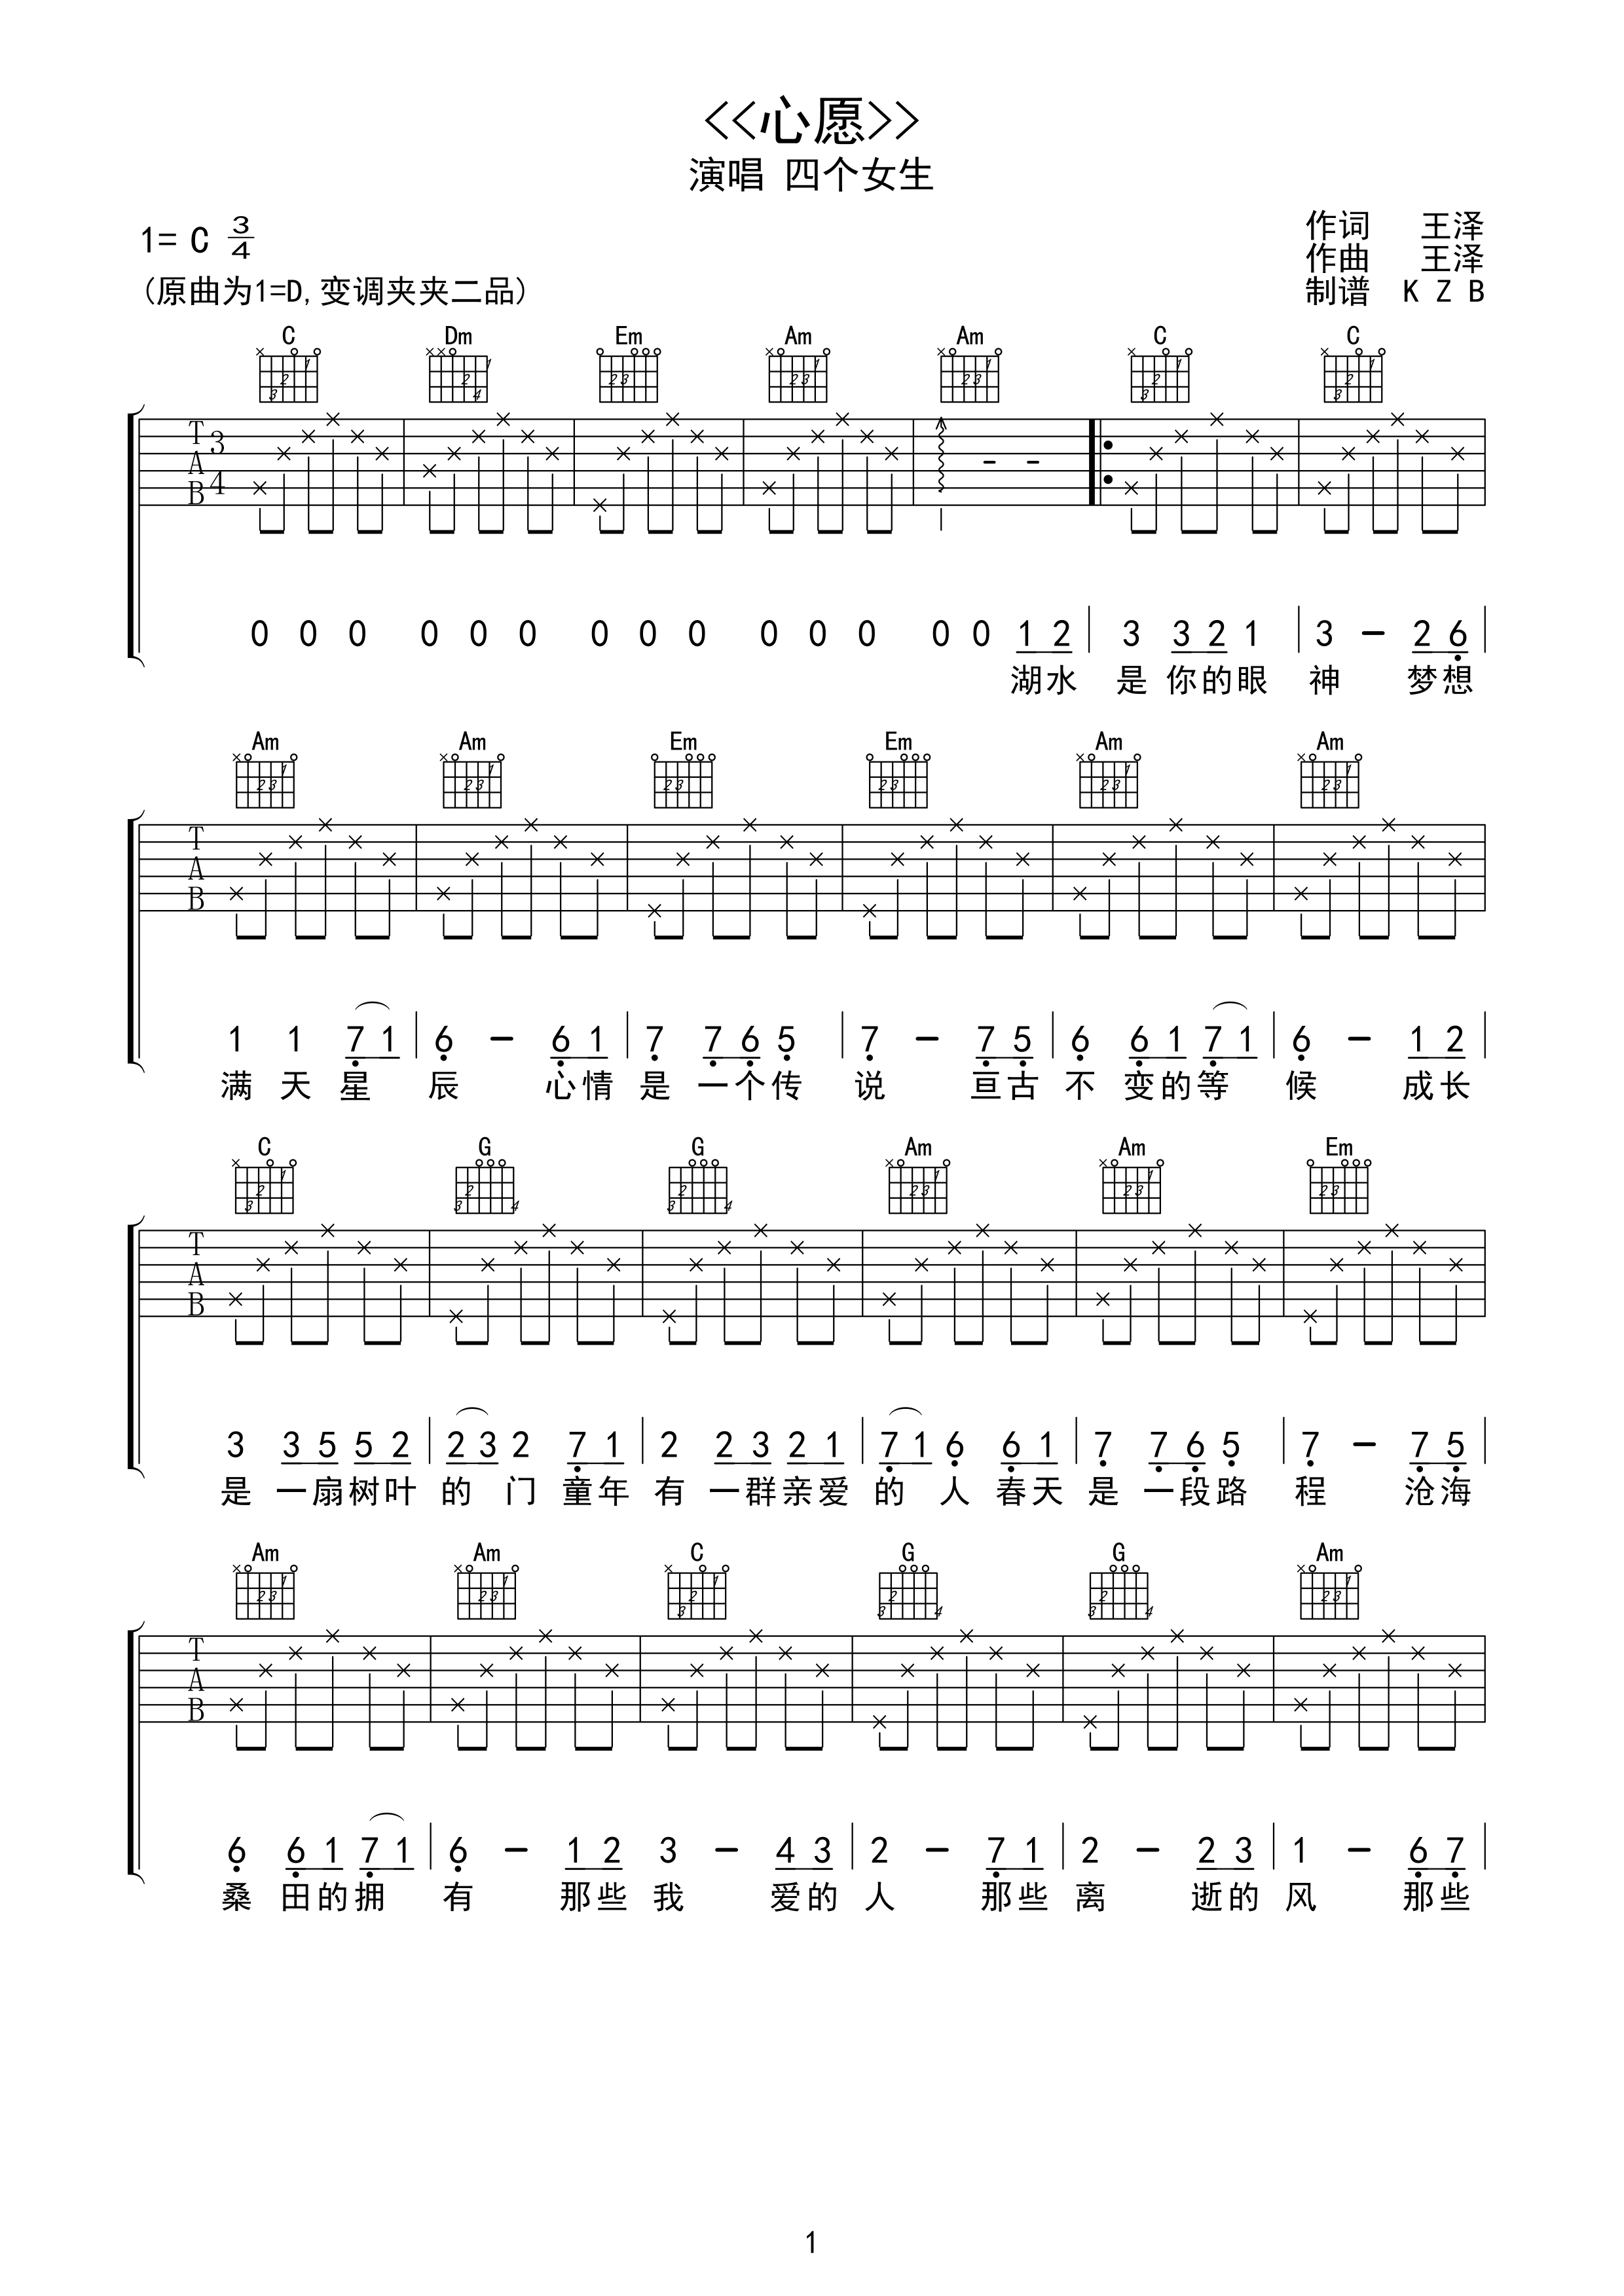 <<心愿>>
演唱 四个女生
1= C 3/4
作词 王泽
作曲 王泽
(原曲为1=D,变调夹夹二品)
制谱 K Z B
C Dm Em Am Am C C
T A B 3 4
0 0 0 0 0 0 0 0 0 0 0 0 0 0 1 2 | 3 3 2 1 | 3 - 2 6 |
湖水 是 你的眼 神 梦想
Am Am Em Em Am Am
T A B
1 1 7 1 | 6 - 6 1 | 7 7 6 5 | 7 - 7 5 | 6 6 1 7 1 | 6 - 1 2 |
满 天 星 辰 心情 是 一个传 说 亘古 不 变的等 候 成长
C G G Am Am Em
T A B
3 3 5 5 2 | 2 3 2 7 1 | 2 2 3 2 1 | 7 1 6 6 1 | 7 7 6 5 | 7 - 7 5 |
是 一扇树叶 的 门 童年 有 一群亲爱 的 人 春天 是 一段路 程 沧海
Am Am C G G Am
T A B
6 6 1 7 1 | 6 - 1 2 3 - 4 3 | 2 - 7 1 | 2 - 2 3 | 1 - 6 7 |
桑 田的拥 有 那些 我 爱的 人 那些 离 逝的 风 那些
1